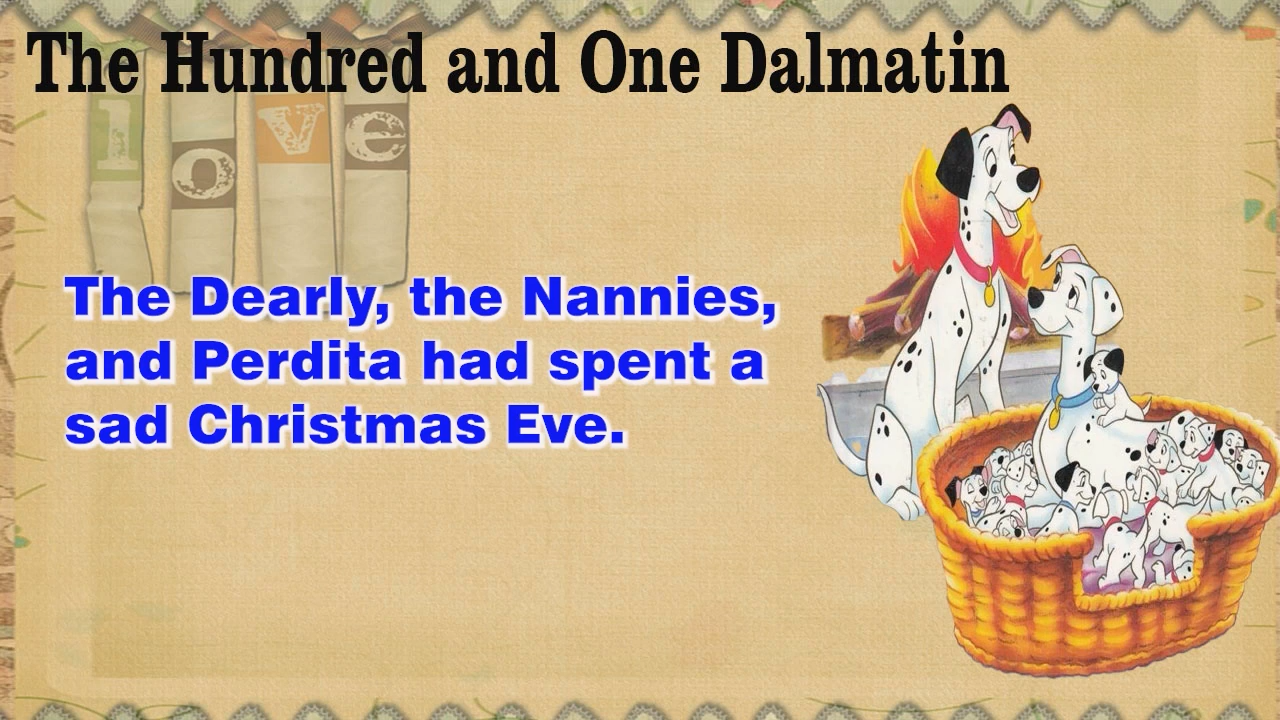 The Hundred and One Dalmatin
love
The Dearly, the Nannies,
and Perdita had spent a
sad Christmas Eve.